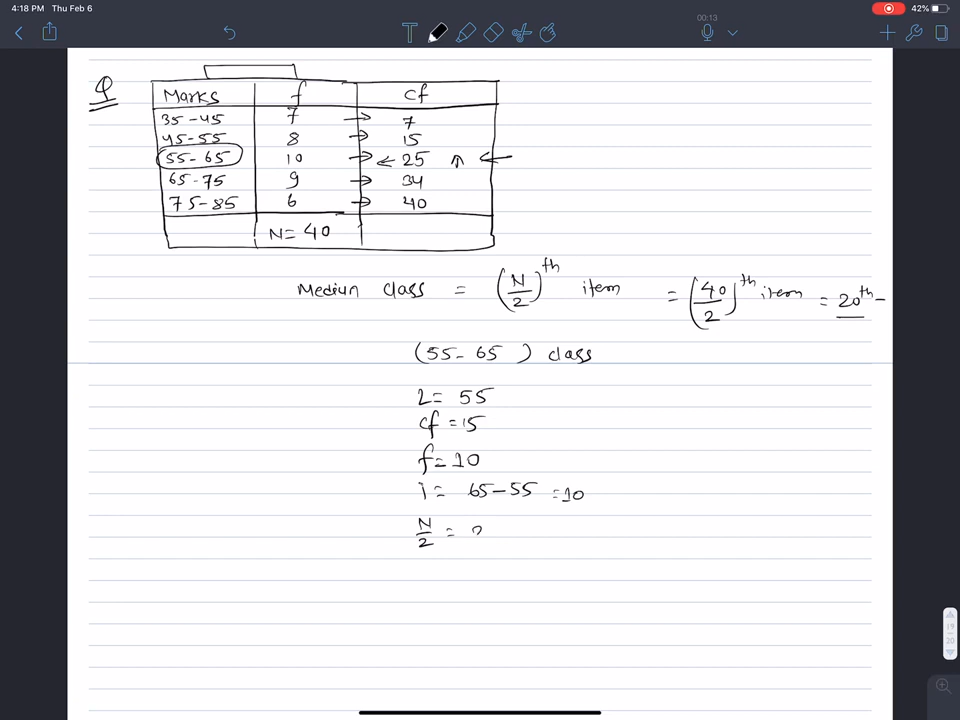 4:18 PM Thu Feb 6
42%
00:13
T
Q
Marks f cf
35-45 7 → 7
45-55 8 → 15
55-65 10 → ← 25 ↑ ←
65-75 9 → 34
75-85 6 → 40
N= 40
Median class = (N/2)th item = (40/2)th item = 20th -
(55-65 ) class
L= 55
cf =15
f=10
i= 65-55 =10
N/2 =
19
20